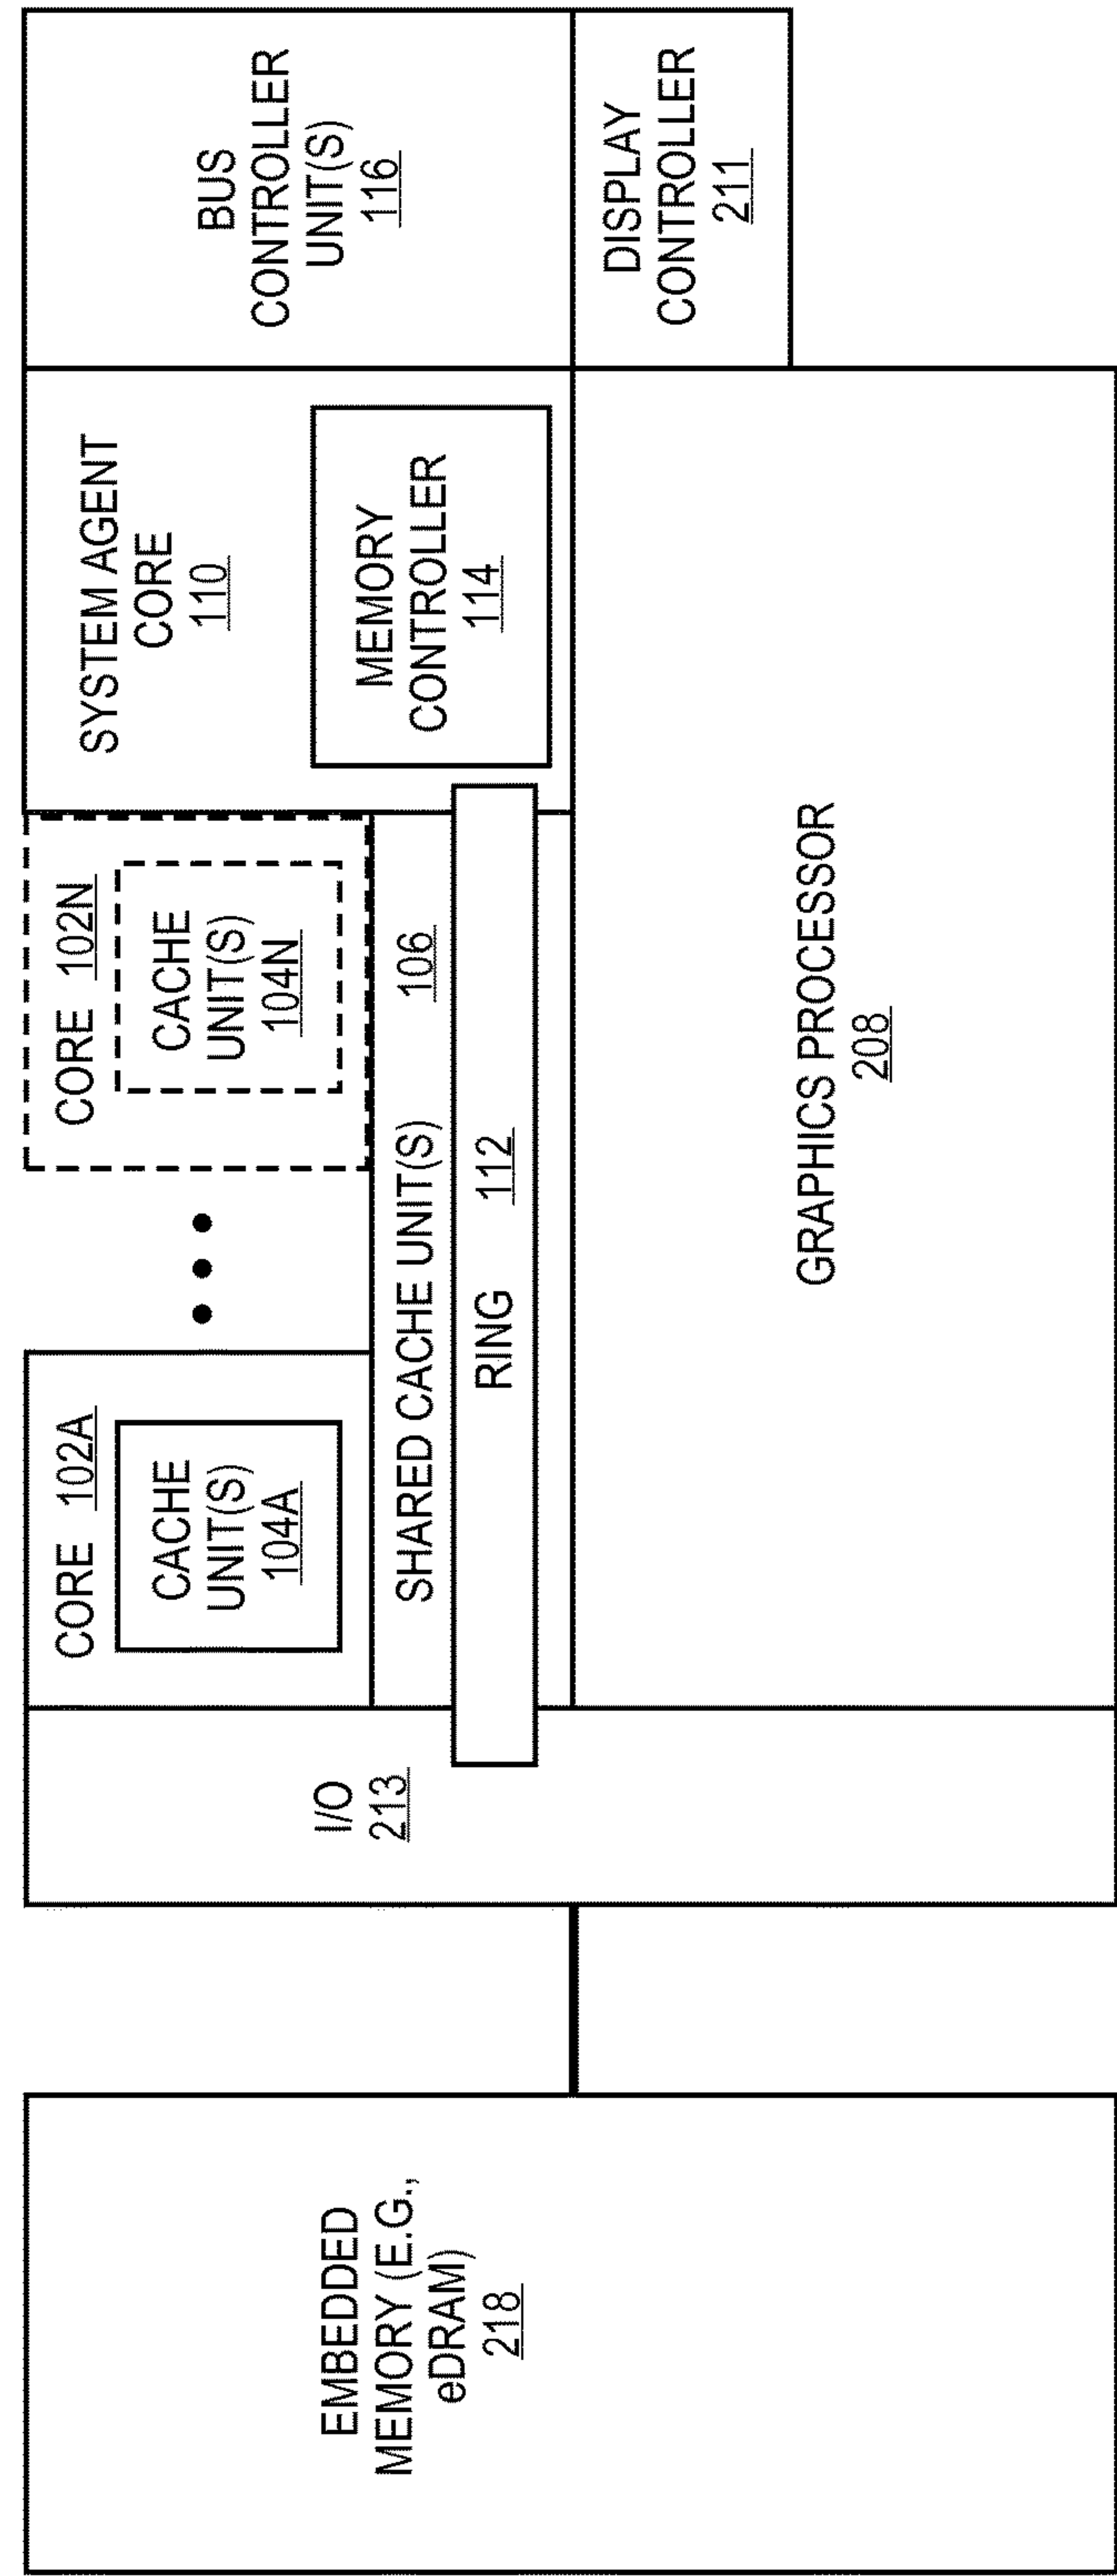 EMBEDDED
MEMORY (E.G.,
eDRAM)
218
I/O
213
CORE 102A
CACHE
UNIT(S)
104A
CORE 102N
CACHE
UNIT(S)
104N
SHARED CACHE UNIT(S) 106
RING 112
SYSTEM AGENT
CORE
110
MEMORY
CONTROLLER
114
BUS
CONTROLLER
UNIT(S)
116
GRAPHICS PROCESSOR
208
DISPLAY
CONTROLLER
211